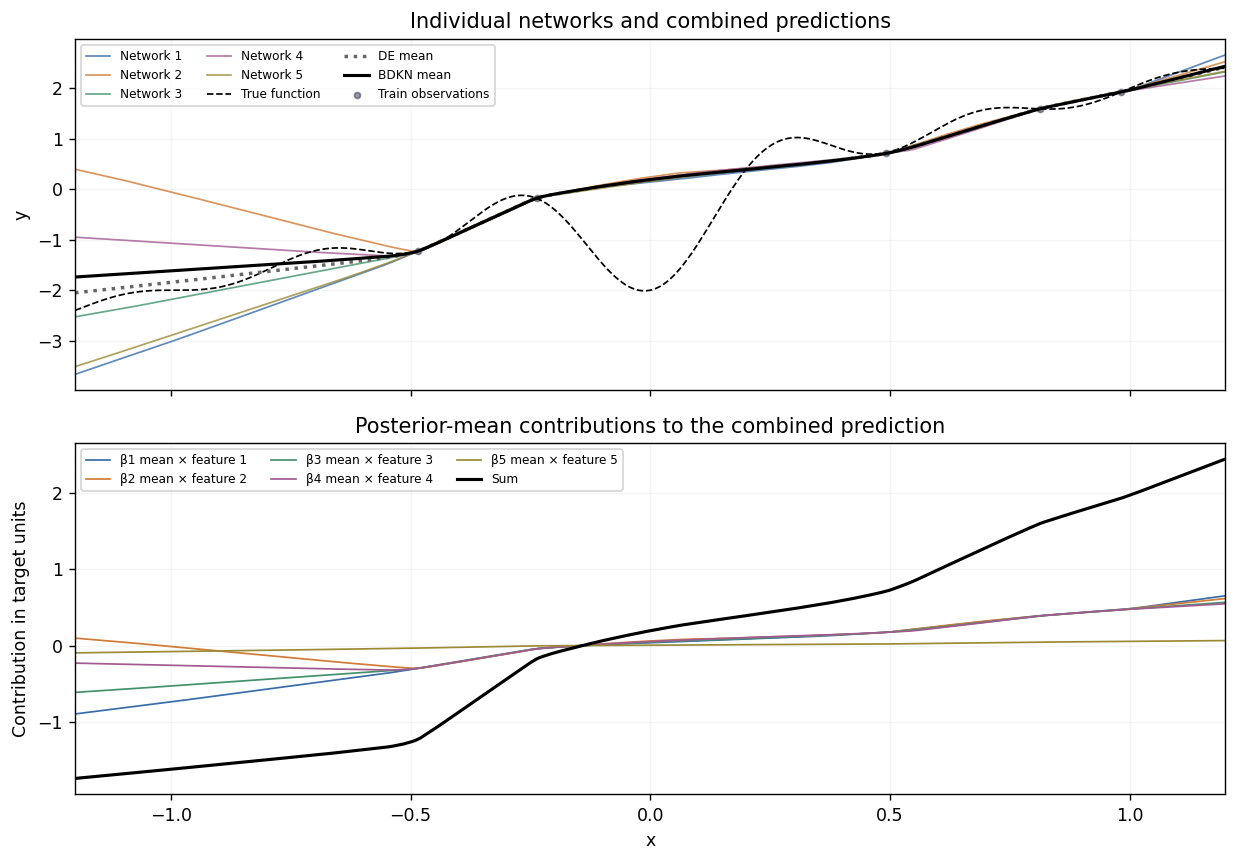 Individual networks and combined predictions
Network 1
Network 2
Network 3
Network 4
Network 5
True function
DE mean
BDKN mean
Train observations
y
2
1
0
−1
−2
−3
Posterior-mean contributions to the combined prediction
β1 mean × feature 1
β2 mean × feature 2
β3 mean × feature 3
β4 mean × feature 4
β5 mean × feature 5
Sum
Contribution in target units
2
1
0
−1
−1.0
−0.5
0.0
0.5
1.0
x